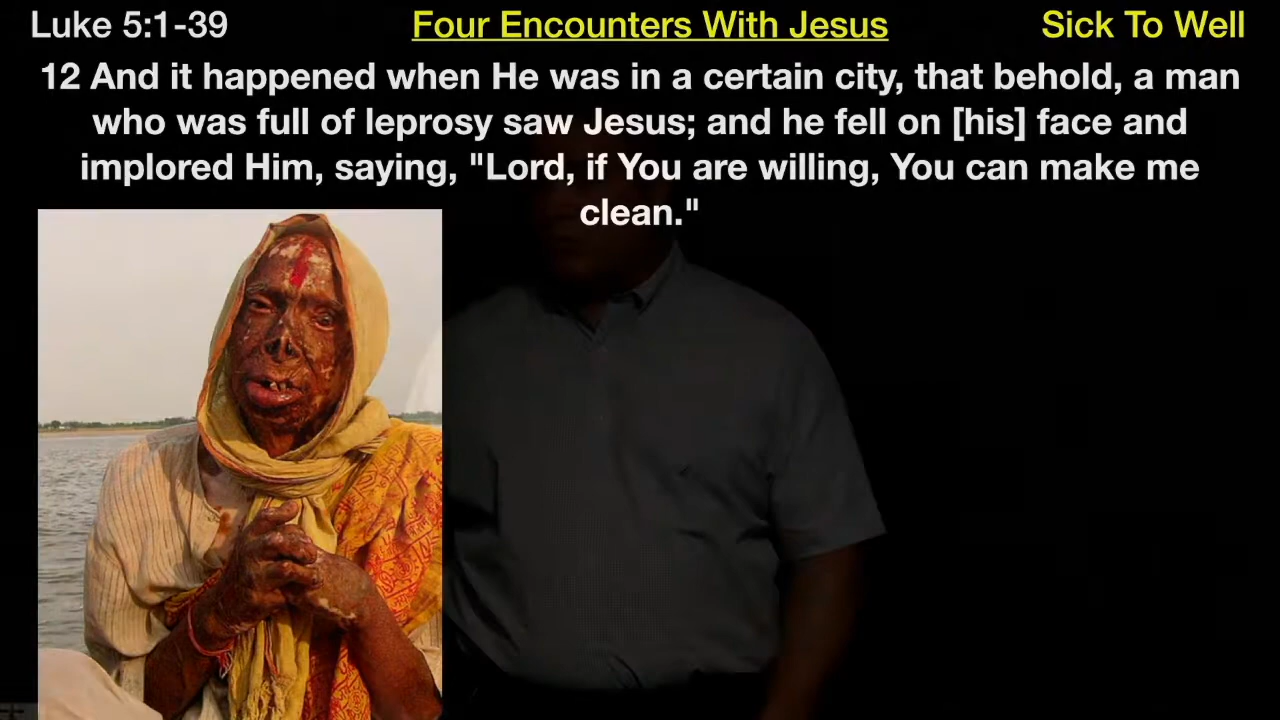 Luke 5:1-39
Four Encounters With Jesus
Sick To Well
12 And it happened when He was in a certain city, that behold, a man
who was full of leprosy saw Jesus; and he fell on [his] face and
implored Him, saying, "Lord, if You are willing, You can make me
clean."